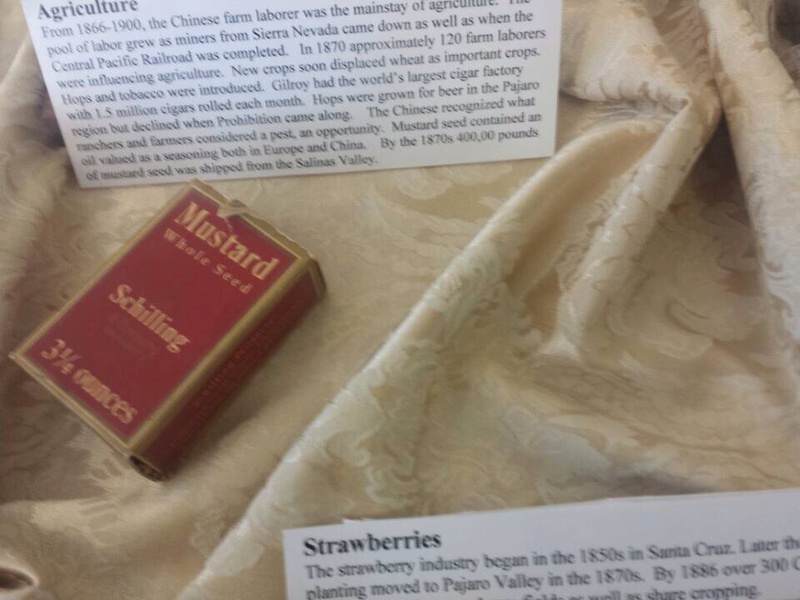 Agriculture
From 1866-1900, the Chinese farm laborer was the mainstay of agriculture. The
pool of labor grew as miners from Sierra Nevada came down as well as when the
Central Pacific Railroad was completed. In 1870 approximately 120 farm laborers
were influencing agriculture. New crops soon displaced wheat as important crops.
Hops and tobacco were introduced. Gilroy had the world's largest cigar factory
with 1.5 million cigars rolled each month. Hops were grown for beer in the Pajaro
region but declined when Prohibition came along. The Chinese recognized what
ranchers and farmers considered a pest, an opportunity. Mustard seed contained an
oil valued as a seasoning both in Europe and China. By the 1870s 400,00 pounds
of mustard seed was shipped from the Salinas Valley.
Mustard
Whole Seed
Schilling
3¼ ounces
Strawberries
The strawberry industry began in the 1850s in Santa Cruz. Later
planting moved to Pajaro Valley in the 1870s. By 1886 over 300
fields as well as share cropping.